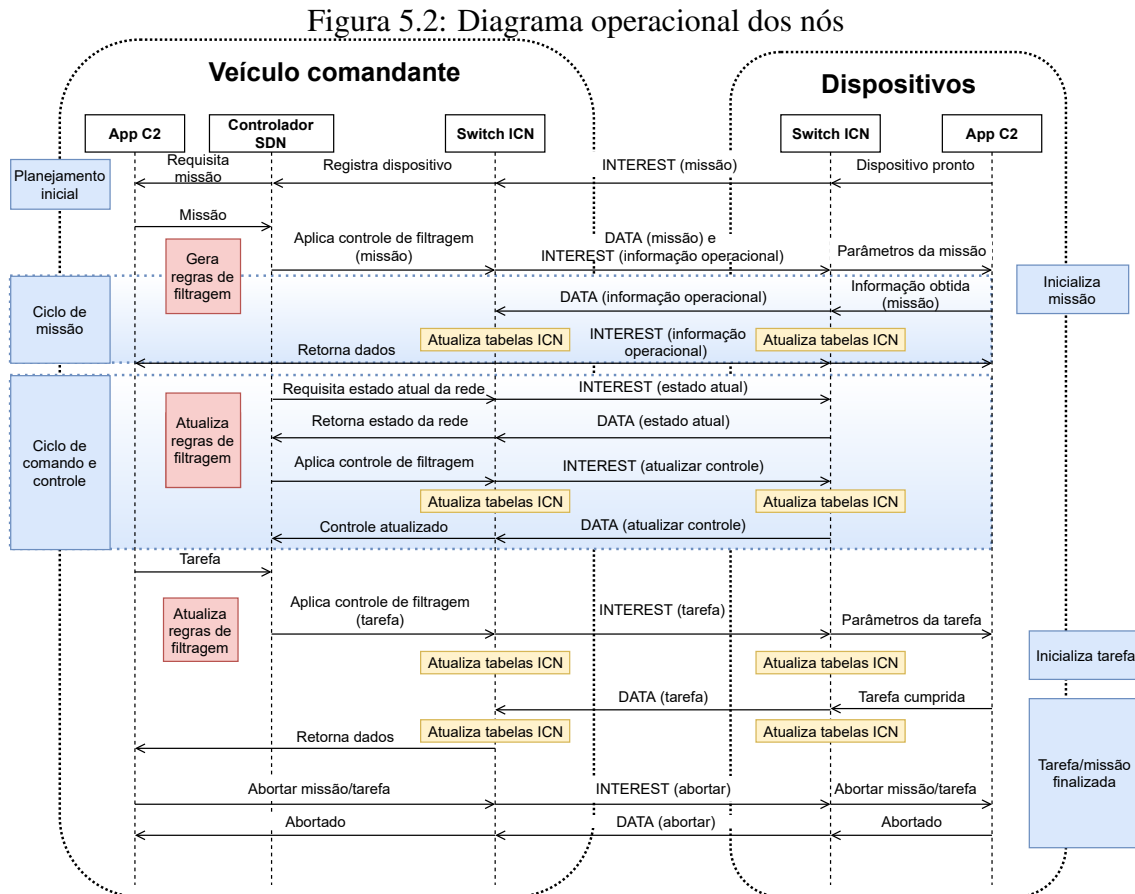 Figura 5.2: Diagrama operacional dos nós
Veículo comandante
Dispositivos
App C2
Controlador
SDN
Switch ICN
Switch ICN
App C2
Planejamento
inicial
Requisita
missão
Registra dispositivo
INTEREST (missão)
Dispositivo pronto
Missão
Gera
regras de
filtragem
Aplica controle de filtragem
(missão)
DATA (missão) e
INTEREST (informação operacional)
Parâmetros da missão
Inicializa
missão
Ciclo de
missão
DATA (informação operacional)
Informação obtida
(missão)
Atualiza tabelas ICN
INTEREST (informação
operacional)
Atualiza tabelas ICN
Retorna dados
Ciclo de
comando e
controle
Atualiza
regras de
filtragem
Requisita estado atual da rede
INTEREST (estado atual)
Retorna estado da rede
DATA (estado atual)
Aplica controle de filtragem
INTEREST (atualizar controle)
Atualiza tabelas ICN
Atualiza tabelas ICN
Controle atualizado
DATA (atualizar controle)
Tarefa
Atualiza
regras de
filtragem
Aplica controle de filtragem
(tarefa)
INTEREST (tarefa)
Parâmetros da tarefa
Inicializa tarefa
Atualiza tabelas ICN
Atualiza tabelas ICN
DATA (tarefa)
Tarefa cumprida
Atualiza tabelas ICN
Atualiza tabelas ICN
Retorna dados
Tarefa/missão
finalizada
Abortar missão/tarefa
INTEREST (abortar)
Abortar missão/tarefa
Abortado
DATA (abortar)
Abortado